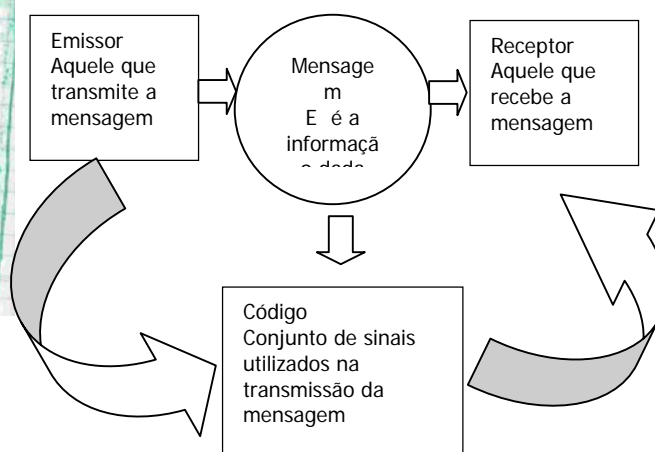 Emissor
Aquele que
transmite a
mensagem
Mensage
m
E é a
informaçã
Receptor
Aquele que
recebe a
mensagem
Código
Conjunto de sinais
utilizados na
transmissão da
mensagem